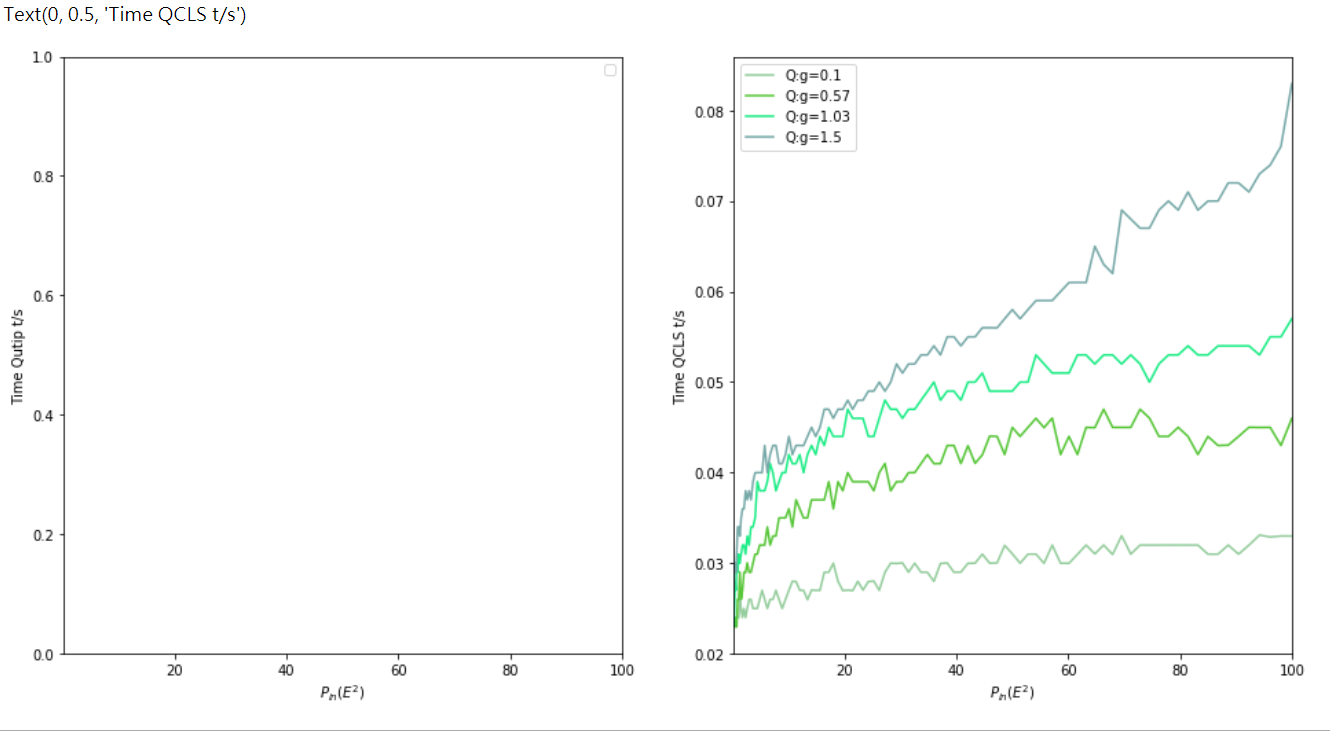 Text(0, 0.5, 'Time QCLS t/s')
1.0
0.8
0.6
0.4
0.2
0.0
Time Qutip t/s
20 40 60 80 100
P_in(E²)
Q:g=0.1
Q:g=0.57
Q:g=1.03
Q:g=1.5
0.08
0.07
0.06
0.05
0.04
0.03
0.02
Time QCLS t/s
20 40 60 80 100
P_in(E²)